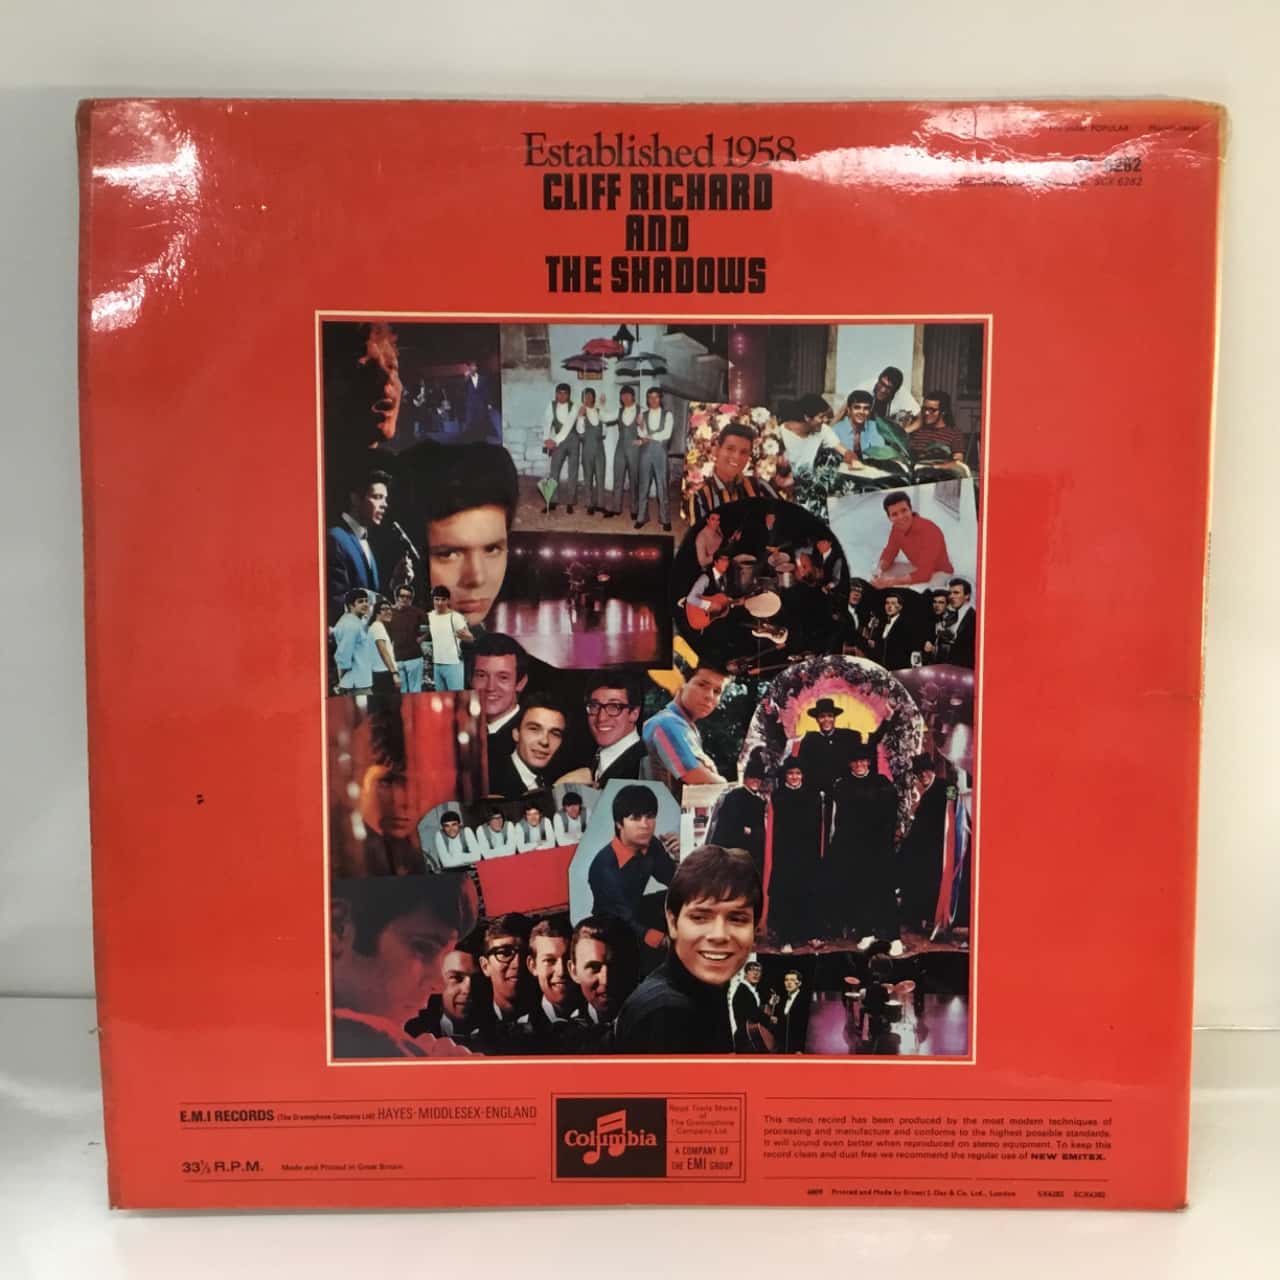 Established 1958
CLIFF RICHARD
AND
THE SHADOWS
POPULAR
6282
SCX 6282
E.M.I RECORDS (The Gramophone Company Ltd) HAYES·MIDDLESEX·ENGLAND
33⅓ R.P.M. Made and Printed in Great Britain
Columbia
Regd Trade Marks
of
The Gramophone
Company Ltd.
A COMPANY OF
THE EMI GROUP
This mono record has been produced by the most modern techniques of
processing and manufacture and conforms to the highest possible standards.
It will sound even better when reproduced on stereo equipment. To keep this
record clean and dust free we recommend the regular use of NEW EMITEX.
6809 Printed and Made by Ernest J. Day & Co. Ltd., London SX6282 SCX6282